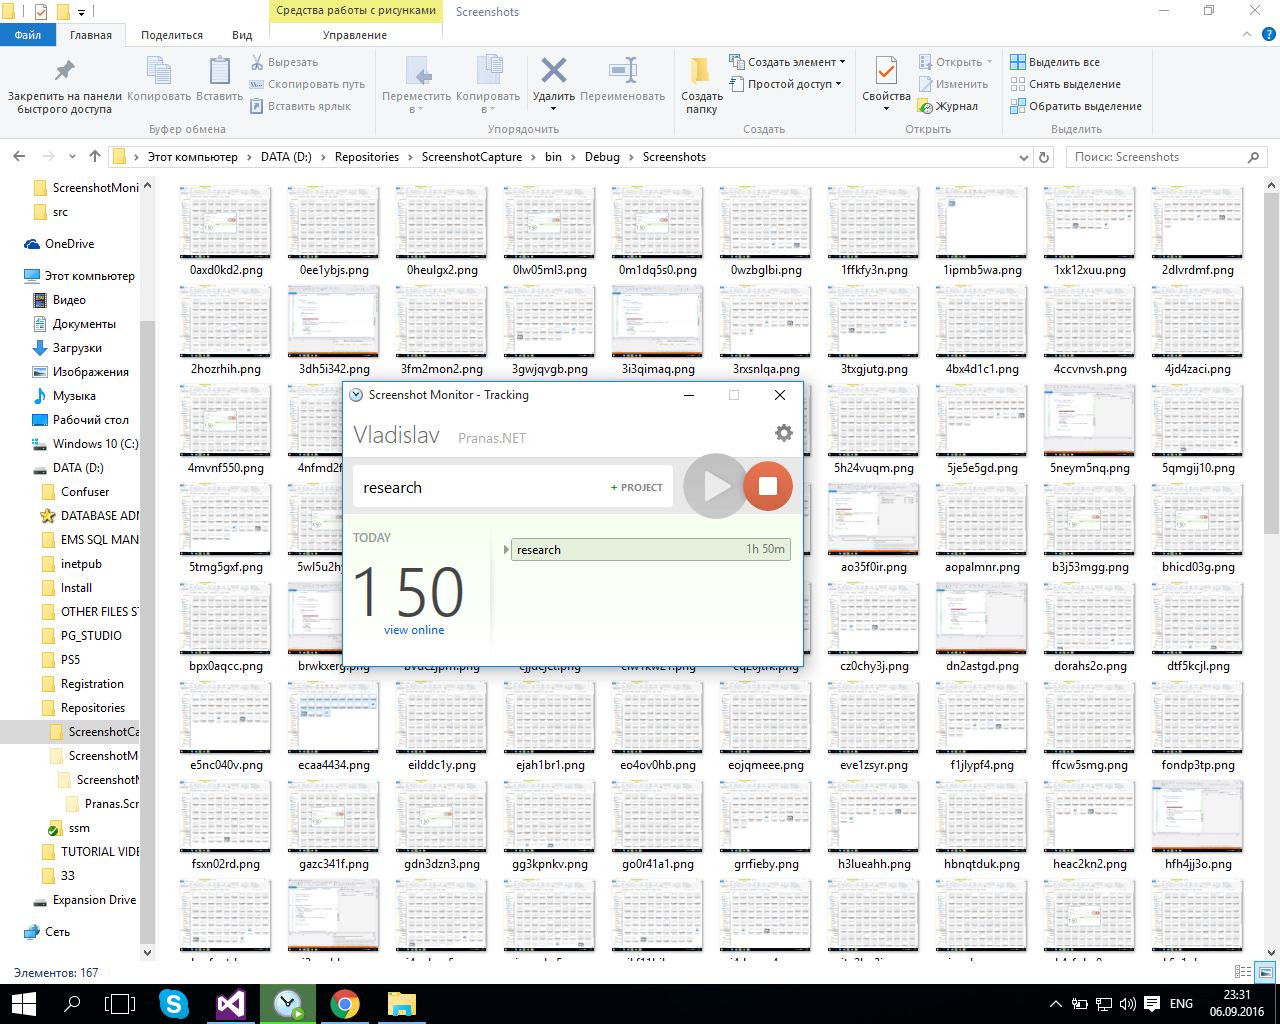 Средства работы с рисунками
Screenshots
Файл
Главная
Поделиться
Вид
Управление
Закрепить на панели быстрого доступа
Копировать
Вставить
Вырезать
Скопировать путь
Вставить ярлык
Переместить в
Копировать в
Удалить
Переименовать
Создать папку
Создать элемент
Простой доступ
Свойства
Открыть
Изменить
Журнал
Выделить все
Снять выделение
Обратить выделение
Буфер обмена
Упорядочить
Создать
Открыть
Выделить
Этот компьютер
DATA (D:)
Repositories
ScreenshotCapture
bin
Debug
Screenshots
Поиск: Screenshots
ScreenshotMoni
src
OneDrive
Этот компьютер
Видео
Документы
Загрузки
Изображения
Музыка
Рабочий стол
Windows 10 (C:)
DATA (D:)
Confuser
DATABASE ADM
EMS SQL MAN
inetpub
Install
OTHER FILES ST
PG_STUDIO
PS5
Registration
Repositories
ScreenshotCa
ScreenshotM
ScreenshotM
Pranas.Scr
ssm
TUTORIAL VIDE
33
Expansion Drive
Сеть
0axd0kd2.png 0ee1ybjs.png 0heulgx2.png 0lw05ml3.png 0m1dq5s0.png 0wzbglbi.png 1ffkfy3n.png 1ipmb5wa.png 1xk12xuu.png 2dlvrdmf.png
2hozrhih.png 3dh5i342.png 3fm2mon2.png 3gwjqvgb.png 3i3qimaq.png 3rxsnlqa.png 3txgjutg.png 4bx4d1c1.png 4ccvnvsh.png 4jd4zaci.png
4mvnf550.png 4nfmd2f 5h24vuqm.png 5je5e5gd.png 5neym5nq.png 5qmgij10.png
5tmg5gxf.png 5wl5u2h ao35f0ir.png aopalmnr.png b3j53mgg.png bhicd03g.png
bpx0aqcc.png brwkxerg cz0chy3j.png dn2astgd.png dorahs2o.png dtf5kcjl.png
e5nc040v.png ecaa4434.png eilddc1y.png ejah1br1.png eo4ov0hb.png eojqmeee.png eve1zsyr.png f1jlypf4.png ffcw5smg.png fondp3tp.png
fsxn02rd.png gazc341f.png gdn3dzn3.png gg3kpnkv.png go0r41a1.png grrfieby.png h3lueahh.png hbnqtduk.png heac2kn2.png hfh4jj3o.png
Screenshot Monitor - Tracking
Vladislav
Pranas.NET
research
+ PROJECT
TODAY
1 50
view online
research
1h 50m
Элементов: 167
ENG
23:31
06.09.2016